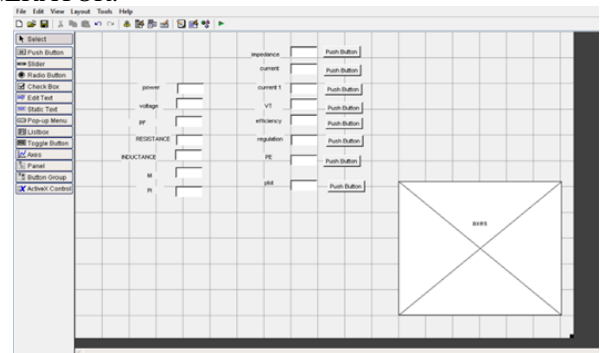 File Edit View Layout Tools Help
Select
Push Button
Slider
Radio Button
Check Box
Edit Text
Static Text
Pop-up Menu
Listbox
Toggle Button
Axes
Panel
Button Group
ActiveX Control
power
voltage
PF
RESISTANCE
INDUCTANCE
M
PI
impedance Push Button
current Push Button
current 1 Push Button
VT Push Button
efficiency Push Button
regulation Push Button
PE Push Button
plot Push Button
axes